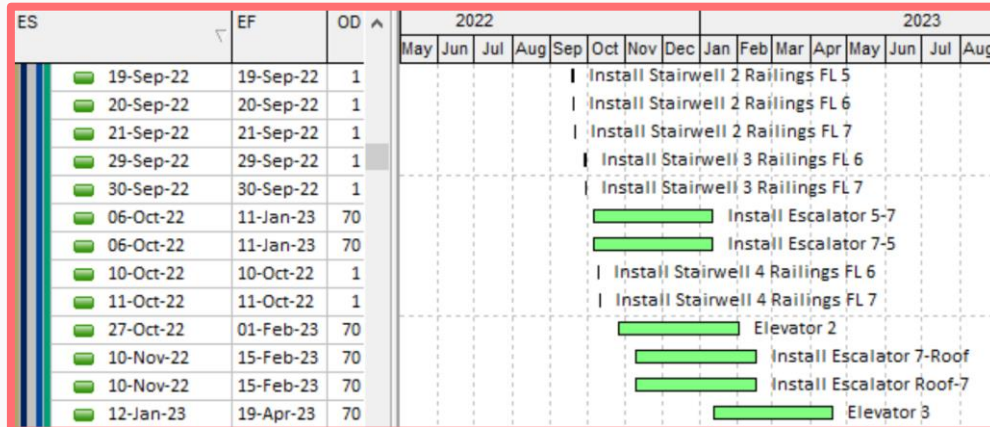 ES EF OD 2022 2023
May Jun Jul Aug Sep Oct Nov Dec Jan Feb Mar Apr May Jun Jul Aug
19-Sep-22 19-Sep-22 1 Install Stairwell 2 Railings FL 5
20-Sep-22 20-Sep-22 1 Install Stairwell 2 Railings FL 6
21-Sep-22 21-Sep-22 1 Install Stairwell 2 Railings FL 7
29-Sep-22 29-Sep-22 1 Install Stairwell 3 Railings FL 6
30-Sep-22 30-Sep-22 1 Install Stairwell 3 Railings FL 7
06-Oct-22 11-Jan-23 70 Install Escalator 5-7
06-Oct-22 11-Jan-23 70 Install Escalator 7-5
10-Oct-22 10-Oct-22 1 Install Stairwell 4 Railings FL 6
11-Oct-22 11-Oct-22 1 Install Stairwell 4 Railings FL 7
27-Oct-22 01-Feb-23 70 Elevator 2
10-Nov-22 15-Feb-23 70 Install Escalator 7-Roof
10-Nov-22 15-Feb-23 70 Install Escalator Roof-7
12-Jan-23 19-Apr-23 70 Elevator 3